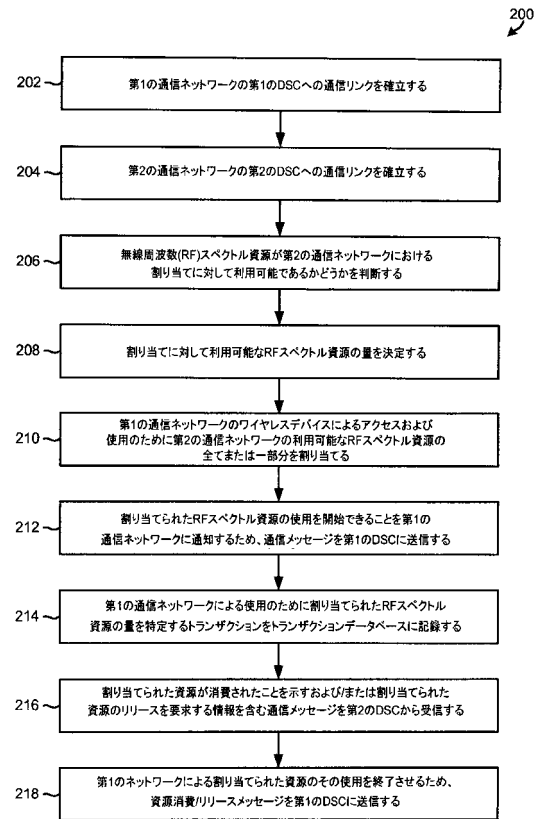 200
202
第1の通信ネットワークの第1のDSCへの通信リンクを確立する
204
第2の通信ネットワークの第2のDSCへの通信リンクを確立する
206
無線周波数(RF)スペクトル資源が第2の通信ネットワークにおける
割り当てに対して利用可能であるかどうかを判断する
208
割り当てに対して利用可能なRFスペクトル資源の量を決定する
210
第1の通信ネットワークのワイヤレスデバイスによるアクセスおよび
使用のために第2の通信ネットワークの利用可能なRFスペクトル資源の
全てまたは一部分を割り当てる
212
割り当てられたRFスペクトル資源の使用を開始できることを第1の
通信ネットワークに通知するため、通信メッセージを第1のDSCに送信する
214
第1の通信ネットワークによる使用のために割り当てられたRFスペクトル
資源の量を特定するトランザクションをトランザクションデータベースに記録する
216
割り当てられた資源が消費されたことを示すおよび/または割り当てられた
資源のリリースを要求する情報を含む通信メッセージを第2のDSCから受信する
218
第1のネットワークによる割り当てられた資源のその使用を終了させるため、
資源消費/リリースメッセージを第1のDSCに送信する